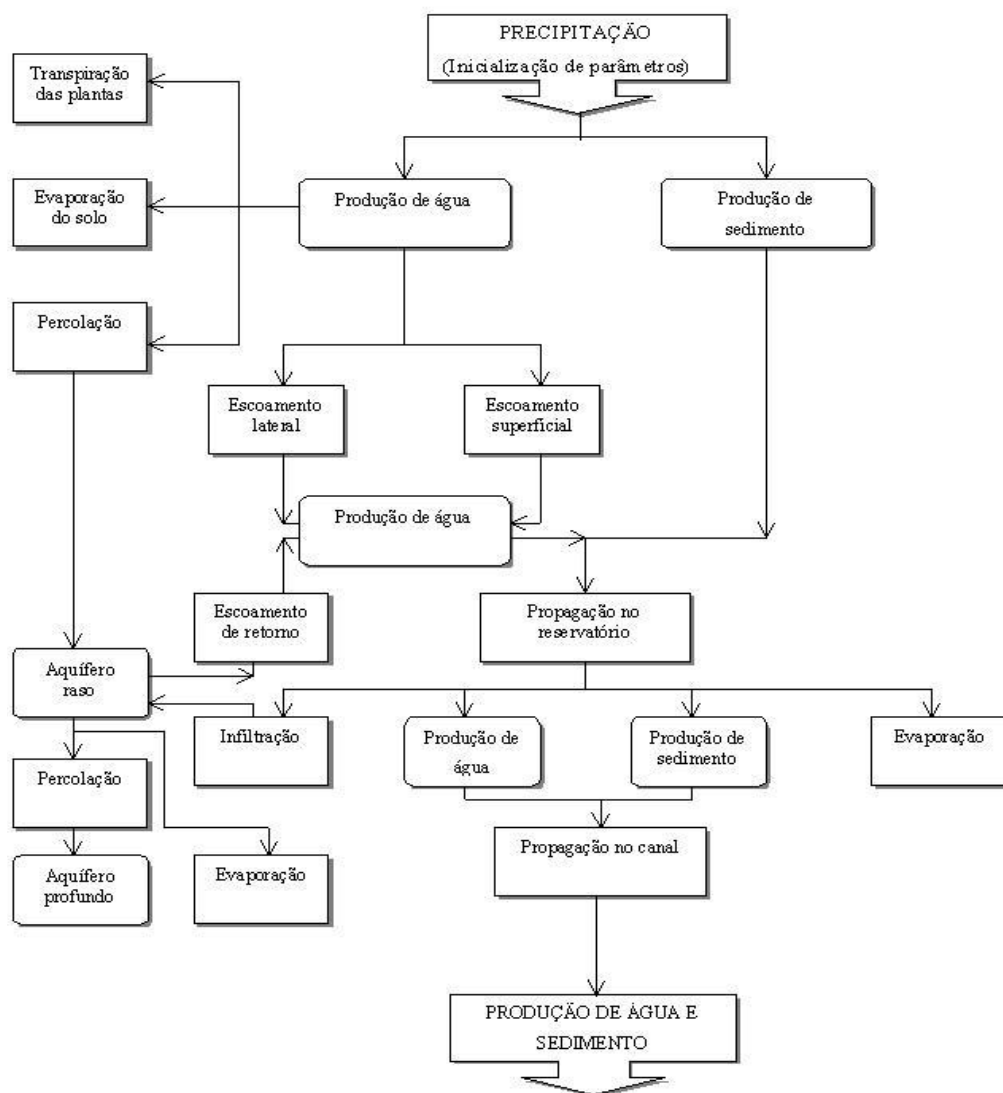 PRECIPITAÇÃO
(Inicialização de parâmetros)
Transpiração
das plantas
Evaporação
do solo
Produção de água
Produção de
sedimento
Percolação
Escoamento
lateral
Escoamento
superficial
Produção de água
Escoamento
de retorno
Propagação no
reservatório
Aquífero
raso
Infiltração
Produção de
água
Produção de
sedimento
Evaporação
Percolação
Propagação no canal
Aquífero
profundo
Evaporação
PRODUÇÃO DE ÁGUA E
SEDIMENTO